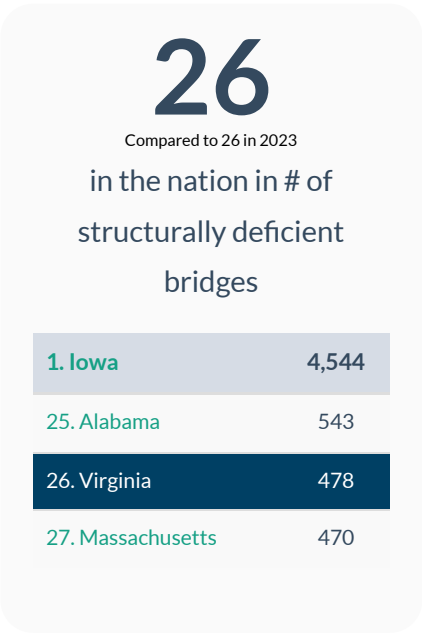 26
Compared to 26 in 2023
in the nation in # of
structurally deficient
bridges
1. Iowa 4,544
25. Alabama 543
26. Virginia 478
27. Massachusetts 470